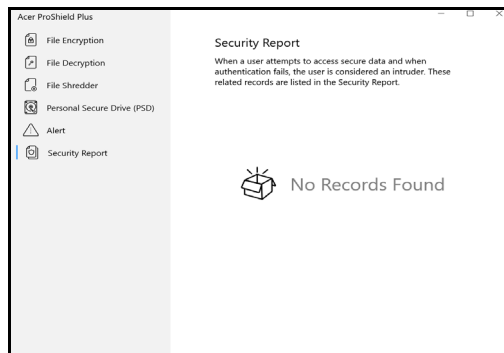 Acer ProShield Plus
File Encryption
File Decryption
File Shredder
Personal Secure Drive (PSD)
Alert
Security Report
Security Report
When a user attempts to access secure data and when
authentication fails, the user is considered an intruder. These
related records are listed in the Security Report.
No Records Found